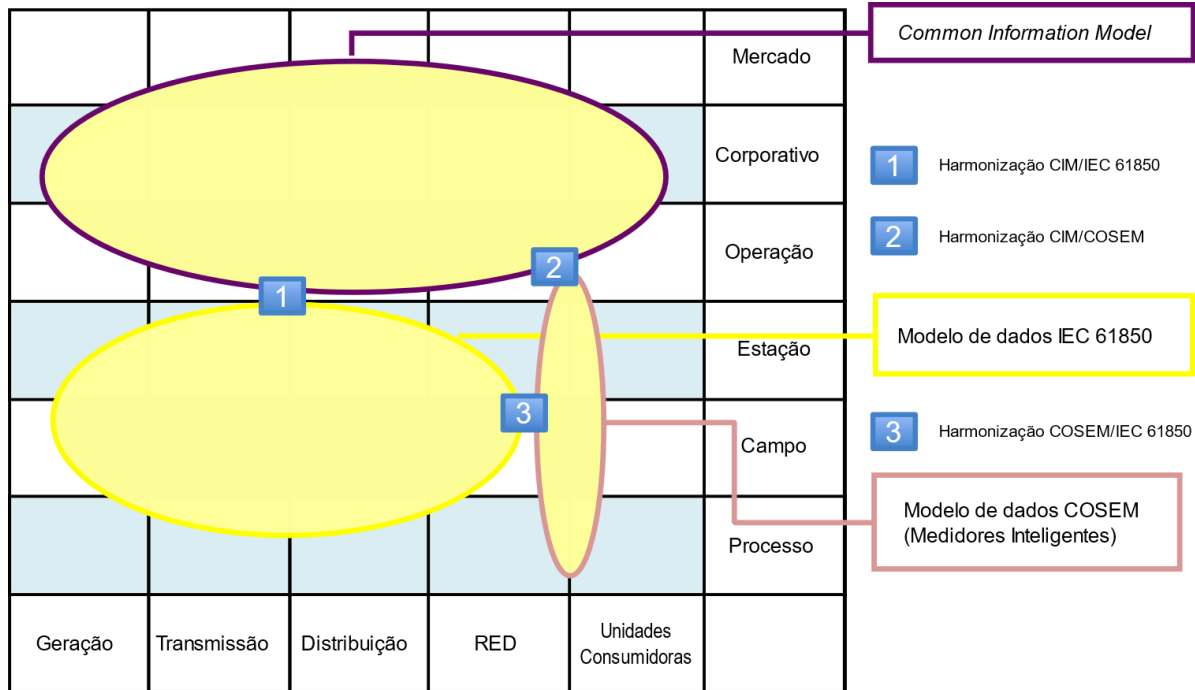 Mercado
Common Information Model
Corporativo
1
Harmonização CIM/IEC 61850
2
Harmonização CIM/COSEM
Operação
2
1
Modelo de dados IEC 61850
Estação
3
3
Harmonização COSEM/IEC 61850
Campo
Modelo de dados COSEM
(Medidores Inteligentes)
Processo
Geração
Transmissão
Distribuição
RED
Unidades
Consumidoras